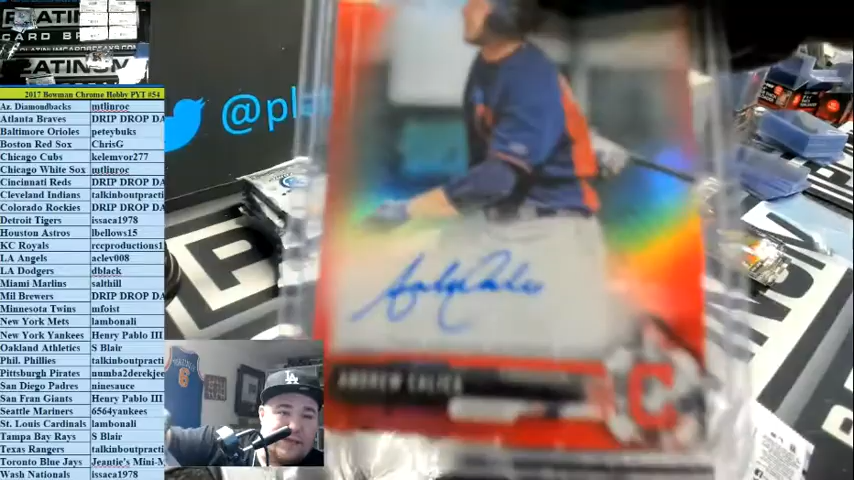 PLATINUM
CARD BR
PLATINUMCARDBREAKS.COM
PLATINUM
2017 Bowman Chrome Hobby PYT #54
Az. Diamondbacks mtlinroc
Atlanta Braves DRIP DROP DA
Baltimore Orioles peteybuks
Boston Red Sox ChrisG
Chicago Cubs kelemvor277
Chicago White Sox mtlinroc
Cincinnati Reds DRIP DROP DA
Cleveland Indians talkinboutpracti
Colorado Rockies DRIP DROP DA
Detroit Tigers issaca1978
Houston Astros lbellows15
KC Royals rccproductions1
LA Angels aclev008
LA Dodgers dblack
Miami Marlins salthill
Mil Brewers DRIP DROP DA
Minnesota Twins mfoist
New York Mets lambonali
New York Yankees Henry Pablo III
Oakland Athletics S Blair
Phil. Phillies talkinboutpracti
Pittsburgh Pirates numba2derekjee
San Diego Padres ninesauce
San Fran Giants Henry Pablo III
Seattle Mariners 6564yankees
St. Louis Cardinals lambonali
Tampa Bay Rays S Blair
Texas Rangers talkinboutpracti
Toronto Blue Jays Jeantie's Mini-M
Wash Nationals issaca1978
@pl
ANDREW CALICA
C
LA
6